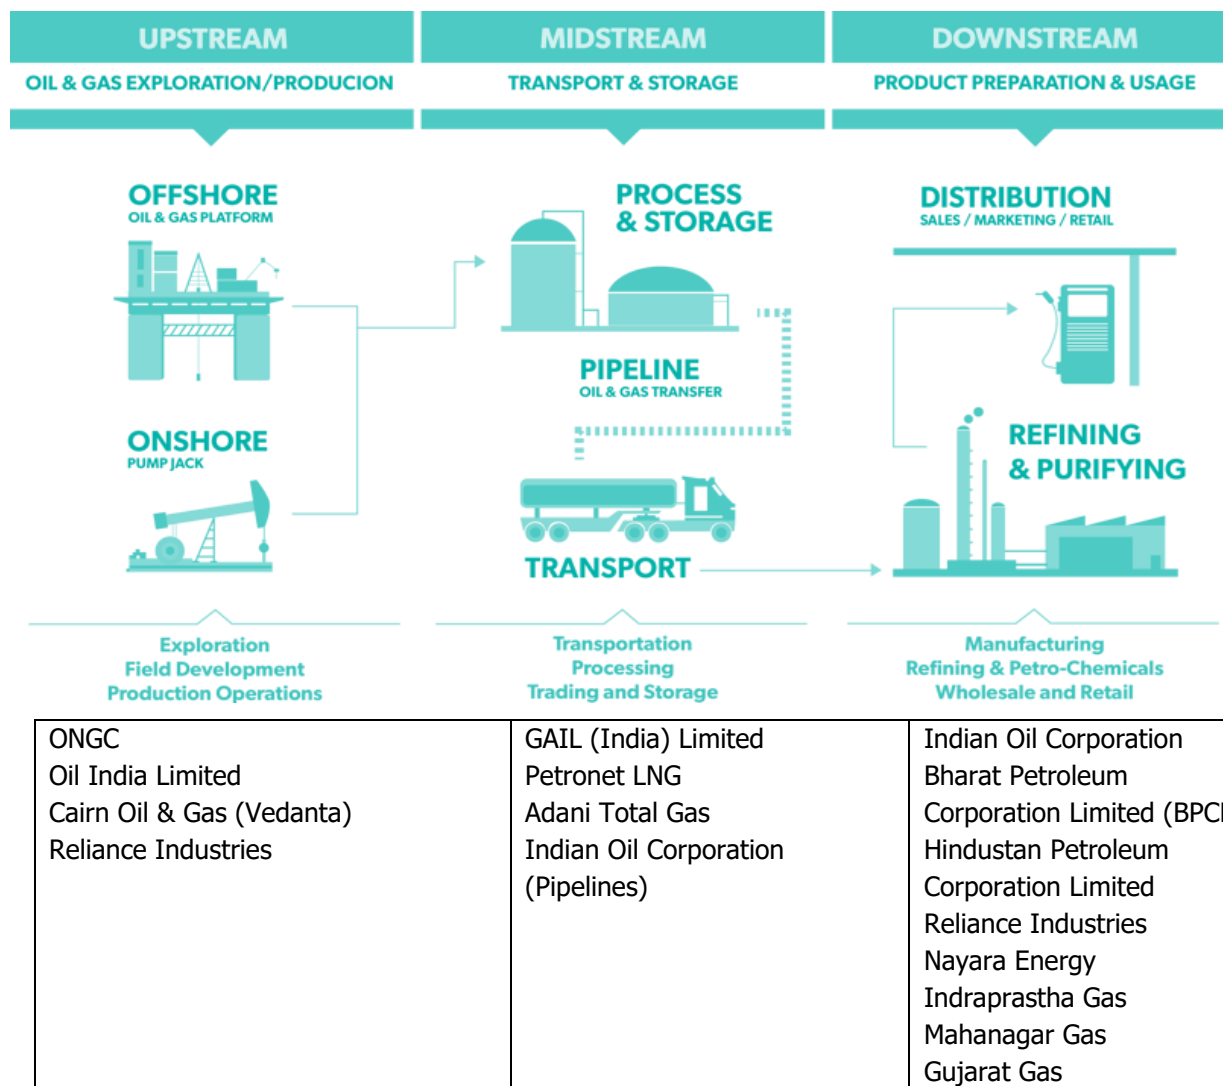 UPSTREAM
OIL & GAS EXPLORATION/PRODUCION
OFFSHORE
OIL & GAS PLATFORM
ONSHORE
PUMP JACK
Exploration
Field Development
Production Operations
MIDSTREAM
TRANSPORT & STORAGE
PROCESS
& STORAGE
PIPELINE
OIL & GAS TRANSFER
TRANSPORT
Transportation
Processing
Trading and Storage
DOWNSTREAM
PRODUCT PREPARATION & USAGE
DISTRIBUTION
SALES / MARKETING / RETAIL
REFINING
& PURIFYING
Manufacturing
Refining & Petro-Chemicals
Wholesale and Retail
ONGC
Oil India Limited
Cairn Oil & Gas (Vedanta)
Reliance Industries
GAIL (India) Limited
Petronet LNG
Adani Total Gas
Indian Oil Corporation
(Pipelines)
Indian Oil Corporation
Bharat Petroleum
Corporation Limited
Hindustan Petroleum
Corporation Limited
Reliance Industries
Nayara Energy
Indraprastha Gas
Mahanagar Gas
Gujarat Gas